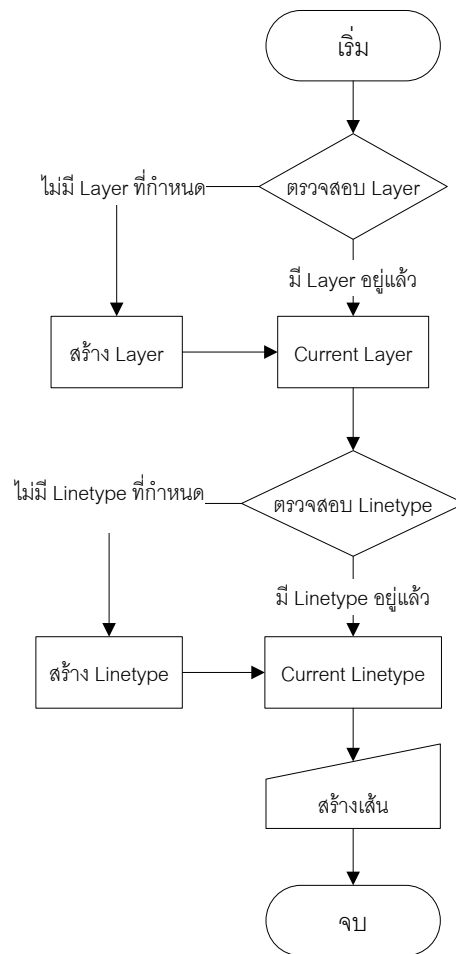 เริ่ม
ตรวจสอบ Layer
ไม่มี Layer ที่กำหนด
มี Layer อยู่แล้ว
สร้าง Layer
Current Layer
ตรวจสอบ Linetype
ไม่มี Linetype ที่กำหนด
มี Linetype อยู่แล้ว
สร้าง Linetype
Current Linetype
สร้างเส้น
จบ